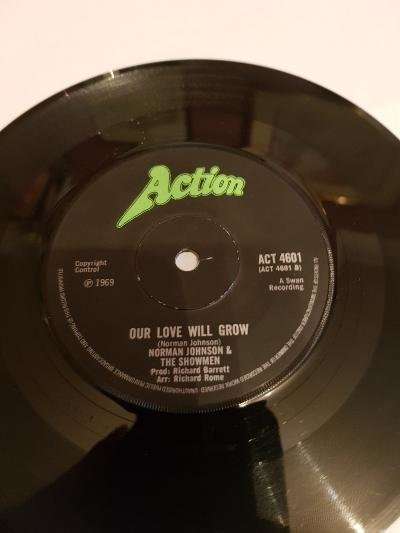 Action
Copyright
Control
℗ 1969
ACT 4601
(ACT 4601 B)
A Swan
Recording
OUR LOVE WILL GROW
(Norman Johnson)
NORMAN JOHNSON &
THE SHOWMEN
Prod: Richard Barrett
Arr: Richard Rome